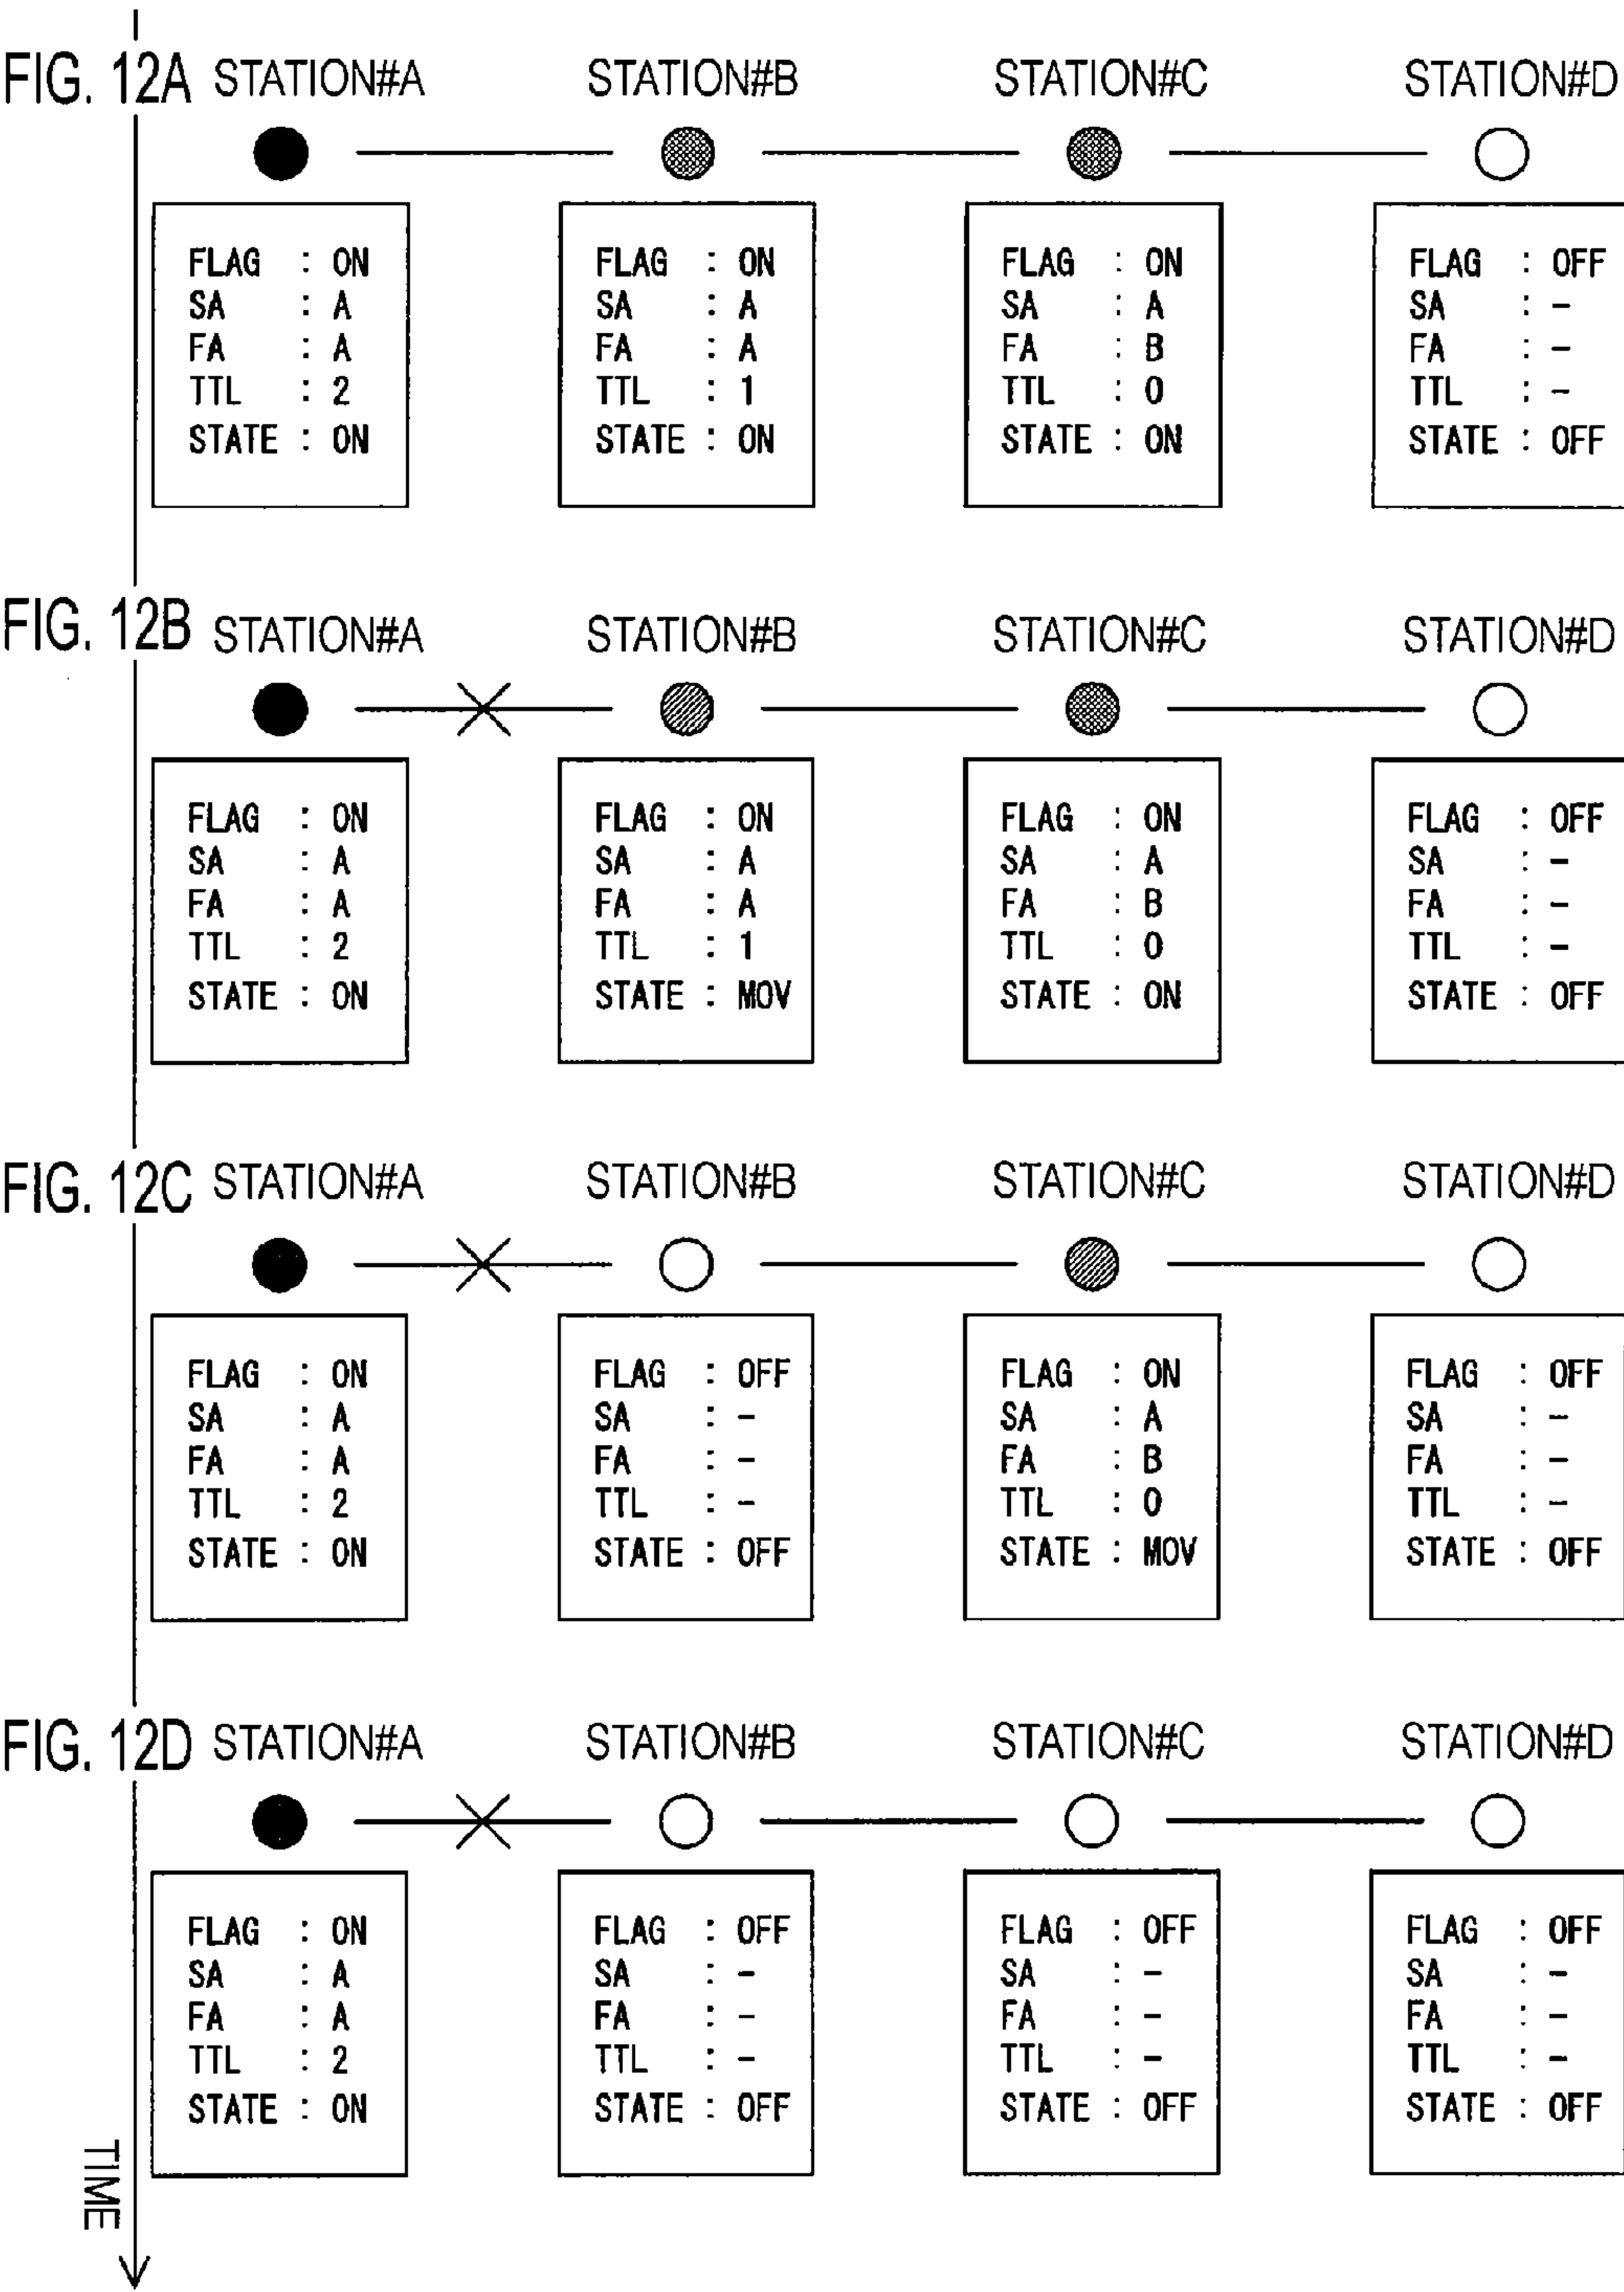 FIG. 12A STATION#A STATION#B STATION#C STATION#D
FLAG : ON FLAG : ON FLAG : ON FLAG : OFF
SA : A SA : A SA : A SA : -
FA : A FA : A FA : B FA : -
TTL : 2 TTL : 1 TTL : 0 TTL : -
STATE : ON STATE : ON STATE : ON STATE : OFF
FIG. 12B STATION#A STATION#B STATION#C STATION#D
FLAG : ON FLAG : ON FLAG : ON FLAG : OFF
SA : A SA : A SA : A SA : -
FA : A FA : A FA : B FA : -
TTL : 2 TTL : 1 TTL : 0 TTL : -
STATE : ON STATE : MOV STATE : ON STATE : OFF
FIG. 12C STATION#A STATION#B STATION#C STATION#D
FLAG : ON FLAG : OFF FLAG : ON FLAG : OFF
SA : A SA : - SA : A SA : -
FA : A FA : - FA : B FA : -
TTL : 2 TTL : - TTL : 0 TTL : -
STATE : ON STATE : OFF STATE : MOV STATE : OFF
FIG. 12D STATION#A STATION#B STATION#C STATION#D
FLAG : ON FLAG : OFF FLAG : OFF FLAG : OFF
SA : A SA : - SA : - SA : -
FA : A FA : - FA : - FA : -
TTL : 2 TTL : - TTL : - TTL : -
STATE : ON STATE : OFF STATE : OFF STATE : OFF
TIME